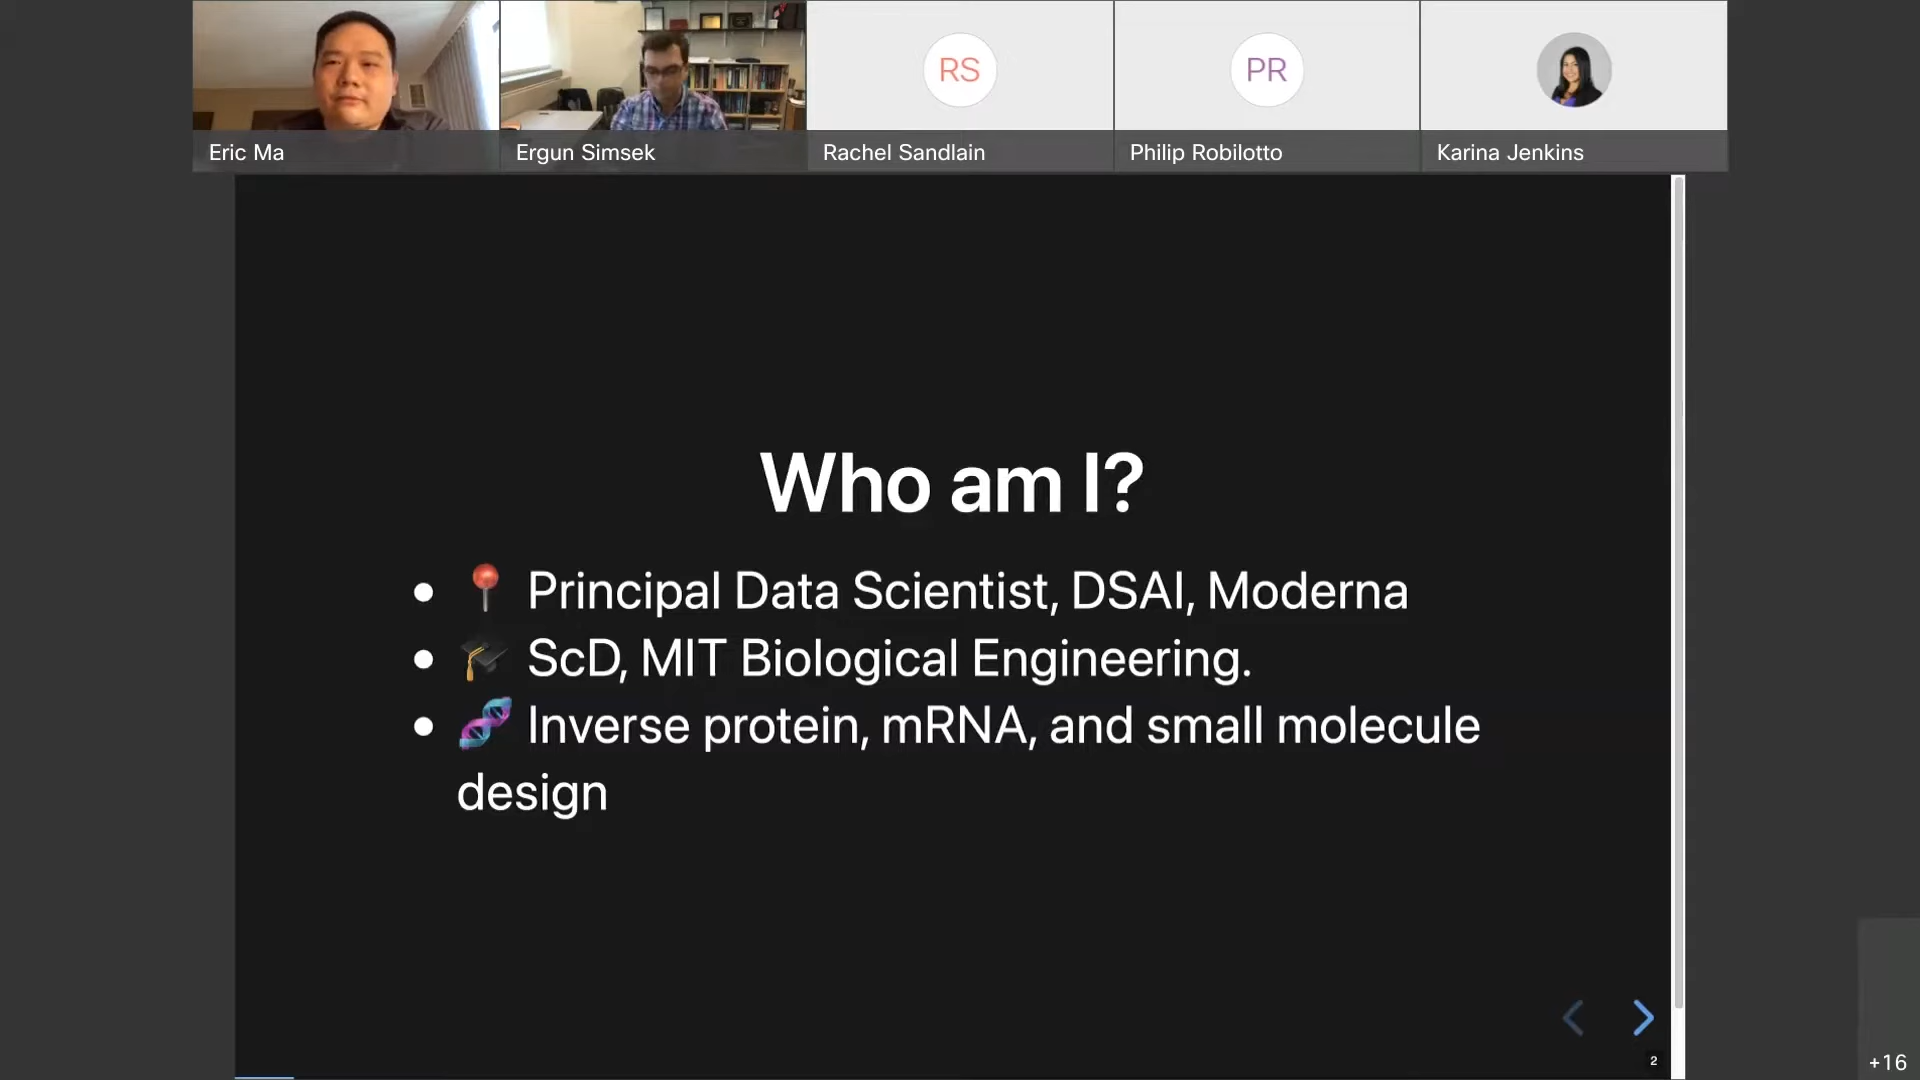 RS
PR
Eric Ma
Ergun Simsek
Rachel Sandlain
Philip Robilotto
Karina Jenkins
Who am I?
• 📍 Principal Data Scientist, DSAI, Moderna
• 🎓 ScD, MIT Biological Engineering.
• 🧬 Inverse protein, mRNA, and small molecule
design
2
+16